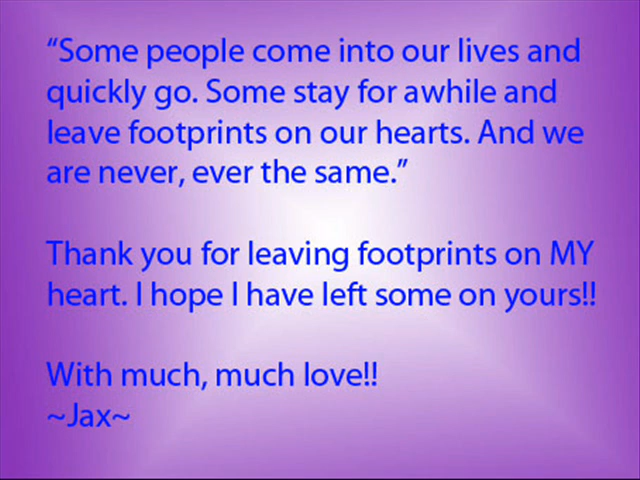 “Some people come into our lives and
quickly go. Some stay for awhile and
leave footprints on our hearts. And we
are never, ever the same.”
Thank you for leaving footprints on MY
heart. I hope I have left some on yours!!
With much, much love!!
~Jax~